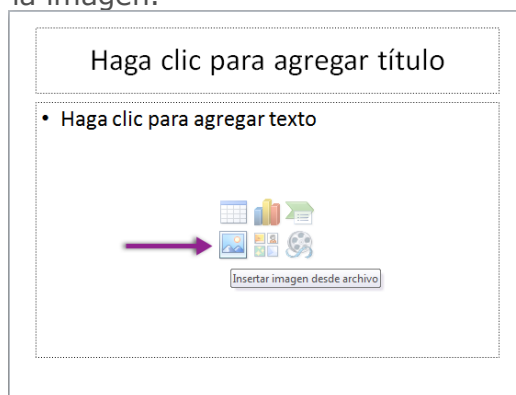 la imagen.
Haga clic para agregar título
• Haga clic para agregar texto
Insertar imagen desde archivo